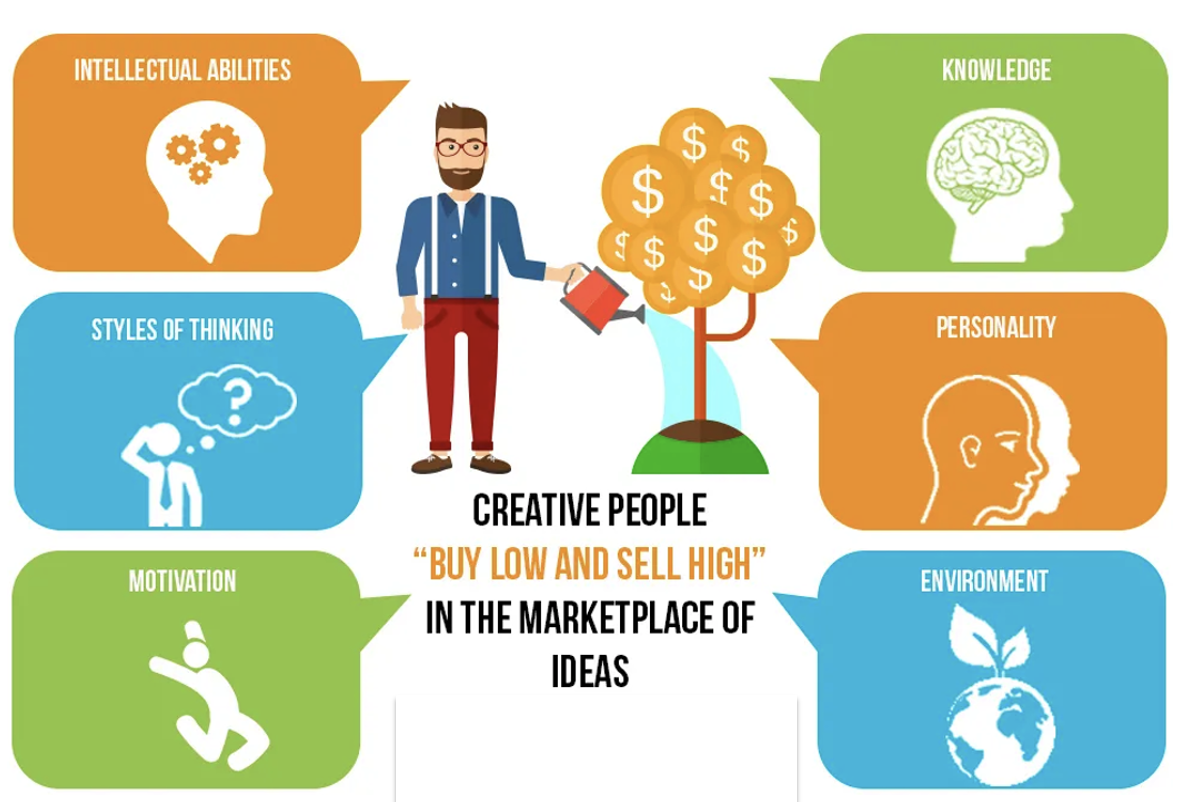 INTELLECTUAL ABILITIES
KNOWLEDGE
$
$
$
$
$
$
$
$
$
$
$
STYLES OF THINKING
?
PERSONALITY
CREATIVE PEOPLE
“BUY LOW AND SELL HIGH”
IN THE MARKETPLACE OF
IDEAS
MOTIVATION
ENVIRONMENT